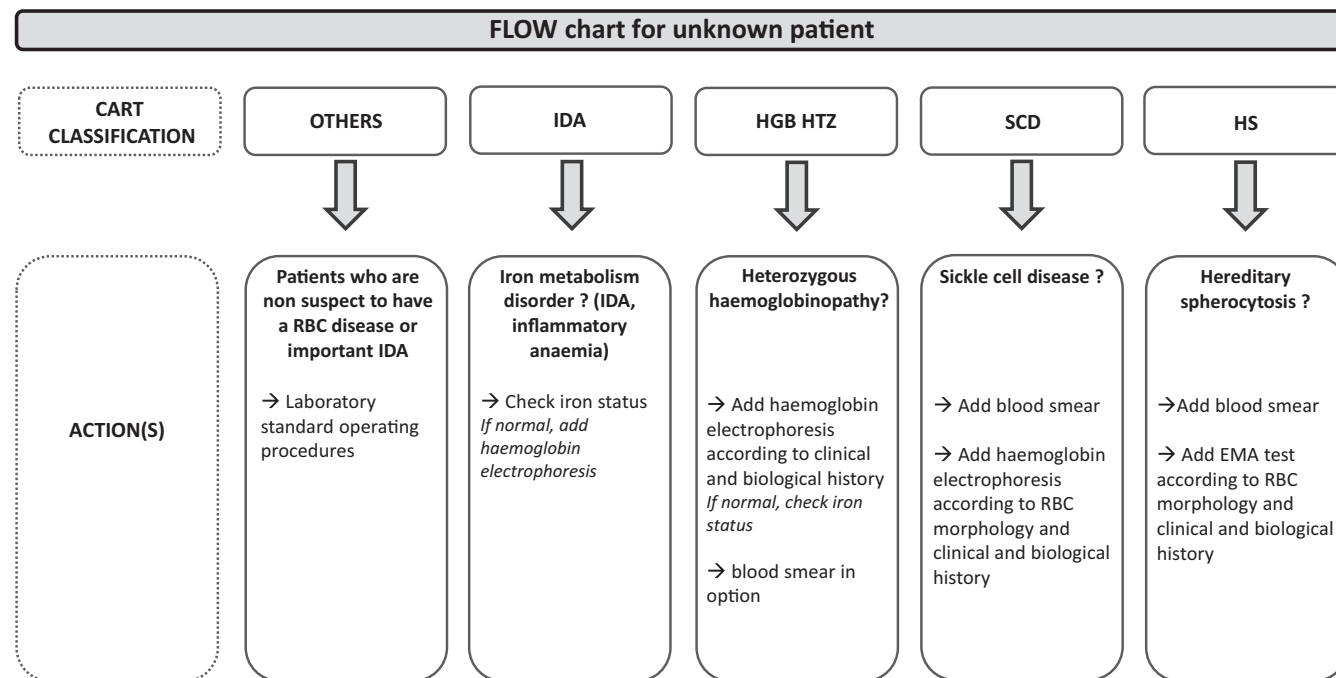 FLOW chart for unknown patient
CART
CLASSIFICATION
OTHERS
IDA
HGB HTZ
SCD
HS
ACTION(S)
Patients who are
non suspect to have
a RBC disease or
important IDA
→ Laboratory
standard operating
procedures
Iron metabolism
disorder ? (IDA,
inflammatory
anaemia)
→ Check iron status
If normal, add
haemoglobin
electrophoresis
Heterozygous
haemoglobinopathy?
→ Add haemoglobin
electrophoresis
according to clinical
and biological history
If normal, check iron
status
→ blood smear in
option
Sickle cell disease ?
→ Add blood smear
→ Add haemoglobin
electrophoresis
according to RBC
morphology and
clinical and biological
history
Hereditary
spherocytosis ?
→Add blood smear
→ Add EMA test
according to RBC
morphology and
clinical and biological
history